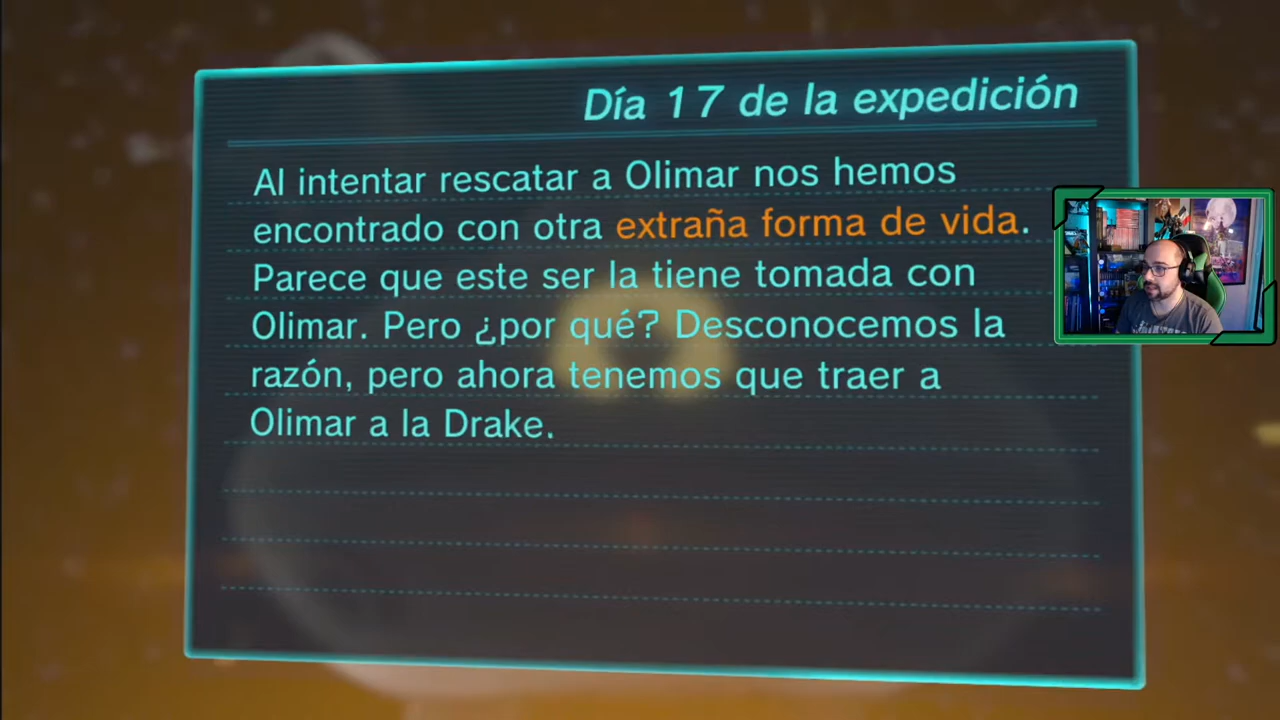 Día 17 de la expedición
Al intentar rescatar a Olimar nos hemos
encontrado con otra extraña forma de vida.
Parece que este ser la tiene tomada con
Olimar. Pero ¿por qué? Desconocemos la
razón, pero ahora tenemos que traer a
Olimar a la Drake.